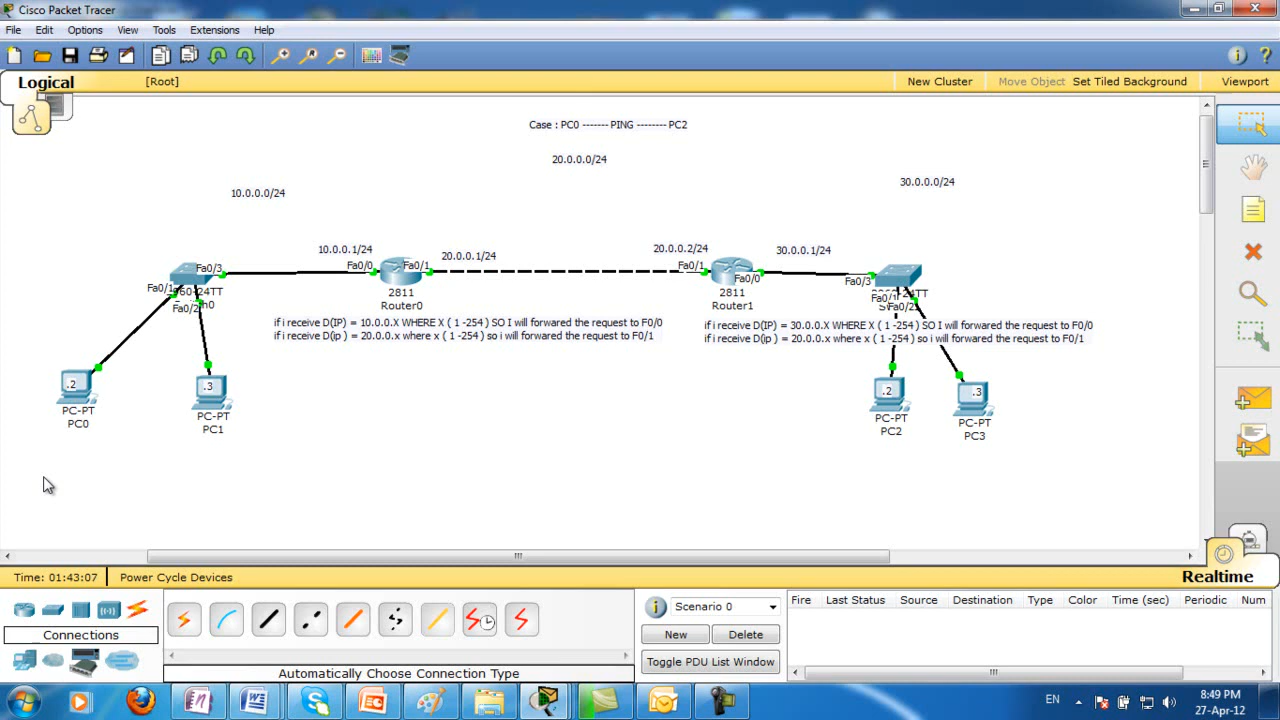 Cisco Packet Tracer
File Edit Options View Tools Extensions Help
Logical [Root] New Cluster Move Object Set Tiled Background Viewport
Case : PC0 ------- PING -------- PC2
20.0.0.0/24
30.0.0.0/24
10.0.0.0/24
10.0.0.1/24 20.0.0.1/24 20.0.0.2/24 30.0.0.1/24
Fa0/3 Fa0/0 Fa0/1 Fa0/1 Fa0/0 Fa0/3
Fa0/1 Fa0/2 Fa0/1 Fa0/2
2811
Router0
2811
Router1
if i receive D(IP) = 10.0.0.X WHERE X ( 1 -254 ) SO I will forwared the request to F0/0
if i receive D(ip ) = 20.0.0.x where x ( 1 -254 ) so i will forwared the request to F0/1
if i receive D(IP) = 30.0.0.X WHERE X ( 1 -254 ) SO I will forwared the request to F0/0
if i receive D(ip ) = 20.0.0.x where x ( 1 -254 ) so i will forwared the request to F0/1
.2
PC-PT
PC0
.3
PC-PT
PC1
.2
PC-PT
PC2
.3
PC-PT
PC3
Time: 01:43:07 Power Cycle Devices Realtime
Connections
Automatically Choose Connection Type
Scenario 0
New Delete
Toggle PDU List Window
Fire Last Status Source Destination Type Color Time (sec) Periodic Num
EN 8:49 PM
27-Apr-12